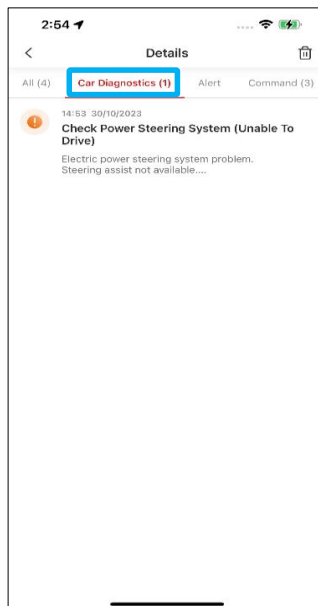 2:54
Details
All (4) Car Diagnostics (1) Alert Command (3)
14:53 30/10/2023
Check Power Steering System (Unable To
Drive)
Electric power steering system problem.
Steering assist not available....